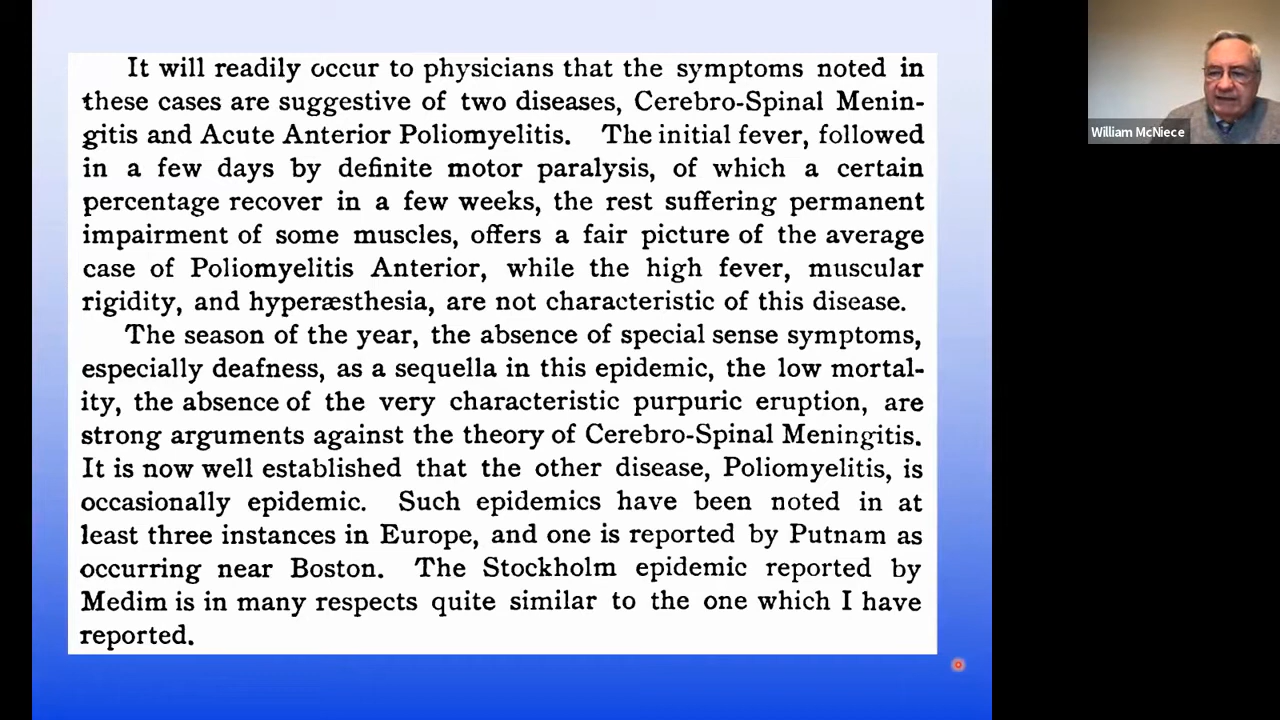 It will readily occur to physicians that the symptoms noted in
these cases are suggestive of two diseases, Cerebro-Spinal Menin-
gitis and Acute Anterior Poliomyelitis. The initial fever, followed
in a few days by definite motor paralysis, of which a certain
percentage recover in a few weeks, the rest suffering permanent
impairment of some muscles, offers a fair picture of the average
case of Poliomyelitis Anterior, while the high fever, muscular
rigidity, and hyperæsthesia, are not characteristic of this disease.
The season of the year, the absence of special sense symptoms,
especially deafness, as a sequella in this epidemic, the low mortal-
ity, the absence of the very characteristic purpuric eruption, are
strong arguments against the theory of Cerebro-Spinal Meningitis.
It is now well established that the other disease, Poliomyelitis, is
occasionally epidemic. Such epidemics have been noted in at
least three instances in Europe, and one is reported by Putnam as
occurring near Boston. The Stockholm epidemic reported by
Medim is in many respects quite similar to the one which I have
reported.
William McNiece